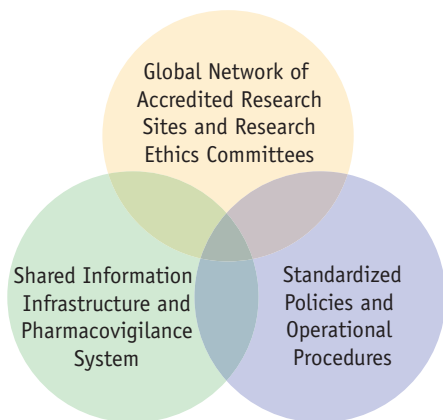 Global Network of
Accredited Research
Sites and Research
Ethics Committees
Shared Information
Infrastructure and
Pharmacovigilance
System
Standardized
Policies and
Operational
Procedures